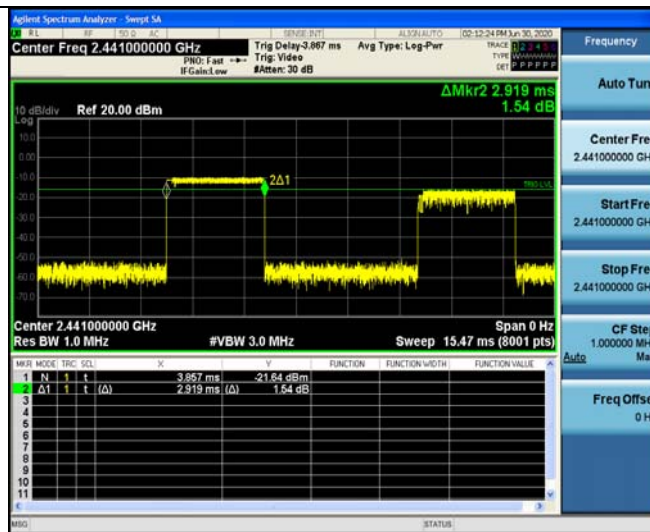 Agilent Spectrum Analyzer - Swept SA
RL RF 50 Ω AC SENSE:INT ALIGN AUTO 02:12:24 PM Jun 30, 2020
Center Freq 2.441000000 GHz
PNO: Fast
IFGain:Low
Trig Delay-3.867 ms
Trig: Video
#Atten: 30 dB
Avg Type: Log-Pwr
TRACE 1 2 3 4 5 6
TYPE
DET P P P P P P
ΔMkr2 2.919 ms
1.54 dB
10 dB/div Ref 20.00 dBm
Log
10.0
0.00
-10.0
-20.0
-30.0
-40.0
-50.0
-60.0
-70.0
2Δ1
TRIG LVL
Center 2.441000000 GHz Span 0 Hz
Res BW 1.0 MHz #VBW 3.0 MHz Sweep 15.47 ms (8001 pts)
MKR MODE TRC SCL X Y FUNCTION FUNCTION WIDTH FUNCTION VALUE
1 N 1 t 3.857 ms -21.64 dBm
2 Δ1 1 t (Δ) 2.919 ms (Δ) 1.54 dB
3
4
5
6
7
8
9
10
11
MSG STATUS
Frequency
Auto Tun
Center Fre
2.441000000 GH
Start Fre
2.441000000 GH
Stop Fre
2.441000000 GH
CF Ste
1.000000 MH
Auto Ma
Freq Offse
0 H